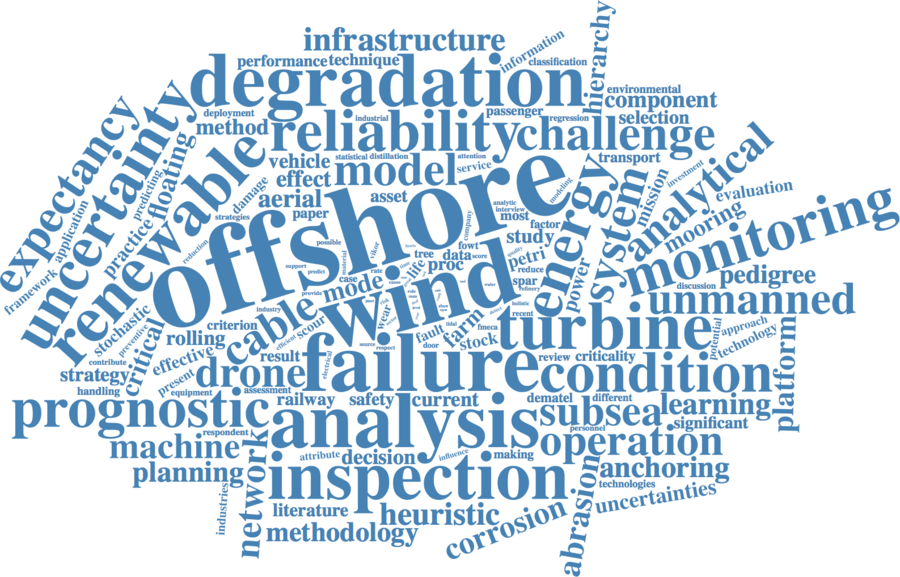 infrastructure
information
hierarchy
performance
technique
classification
degradation
environmental
component
expectancy
uncertainty
deployment
industrial
passenger
regression
selection
method
reliability
challenge
renewable
floating
predicting
practice
application
framework
vehicle
statistical
distillation
attention
service
transport
effect
model
modeling
energy
system
mission
investment
analytical
evaluation
damage
strategies
aerial
asset
paper
offshore
company
analytic
interview
most
factor
study
mooring
monitoring
reduction
possible
support
predict
material
vikor
tree
fowt
data
score
quality
petri
reduce
power
discussion
pedigree
provide
case
rate
life
proc
spar
refinery
unmanned
stochastic
preventive
critical
industry
cable
mode
wind
water
holistic
recent
criterion
rolling
efficient
scour
wear
risk
fault
tidal
farm
fmeca
turbine
potential
approach
technology
platform
contribute
effective
result
electrical
source
respect
door
stock
review
criticality
strategy
present
drone
failure
condition
handling
equipment
assessment
railway
safety
current
dematel
different
prognostic
analysis
subsea
learning
personnel
significant
respondent
machine
network
operation
attribute
decision
influence
making
planning
inspection
anchoring
technologies
industries
literature
heuristic
abrasion
uncertainties
methodology
corrosion